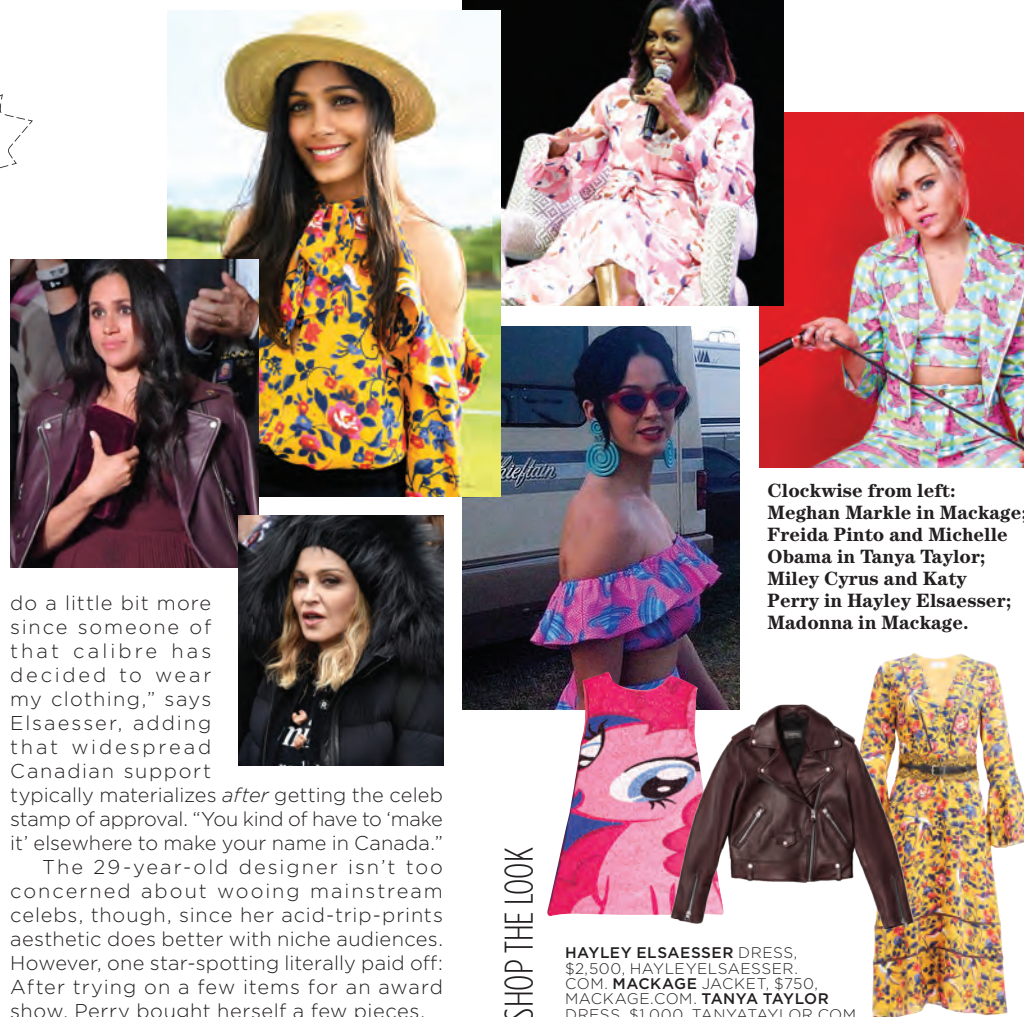 hieftain
Clockwise from left:
Meghan Markle in Mackage;
Freida Pinto and Michelle
Obama in Tanya Taylor;
Miley Cyrus and Katy
Perry in Hayley Elsaesser;
Madonna in Mackage.
do a little bit more
since someone of
that calibre has
decided to wear
my clothing,” says
Elsaesser, adding
that widespread
Canadian support
typically materializes after getting the celeb
stamp of approval. “You kind of have to ‘make
it’ elsewhere to make your name in Canada.”
The 29-year-old designer isn’t too
concerned about wooing mainstream
celebs, though, since her acid-trip-prints
aesthetic does better with niche audiences.
However, one star-spotting literally paid off:
After trying on a few items for an award
show, Perry bought herself a few pieces.
SHOP THE LOOK
HAYLEY ELSAESSER DRESS,
$2,500, HAYLEYELSAESSER.
COM. MACKAGE JACKET, $750,
MACKAGE.COM. TANYA TAYLOR
DRESS, $1,000, TANYATAYLOR.COM